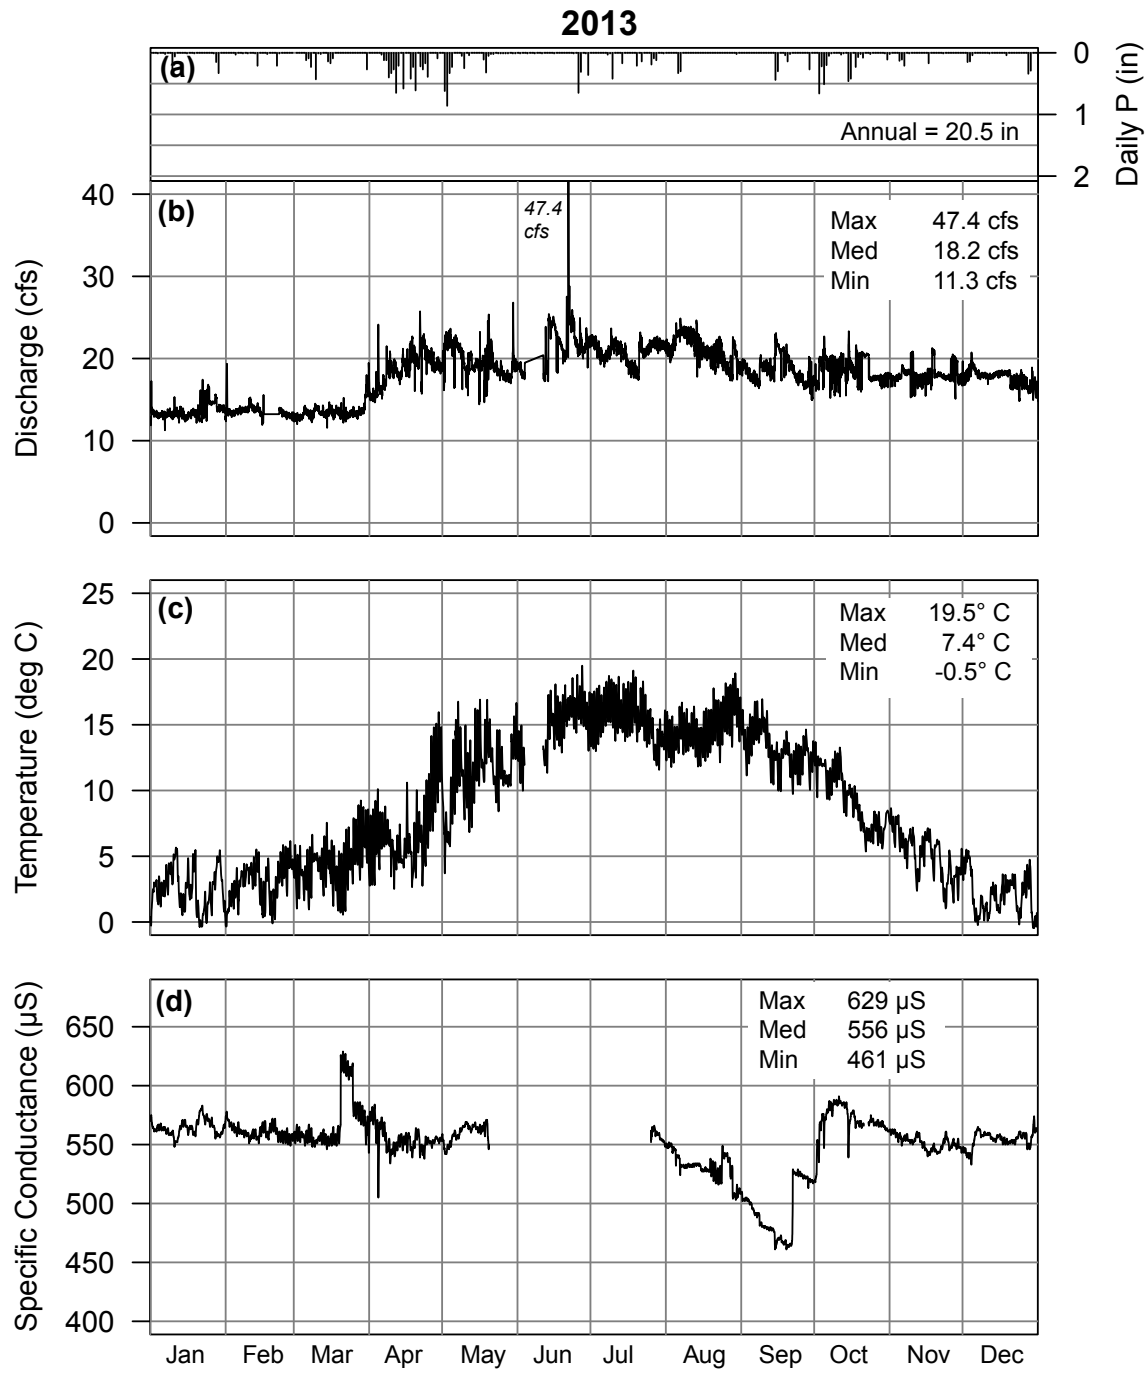 2013
(a)
0
1
2
Daily P (in)
Annual = 20.5 in
(b)
40
30
20
10
0
Discharge (cfs)
47.4
cfs
Max 47.4 cfs
Med 18.2 cfs
Min 11.3 cfs
(c)
25
20
15
10
5
0
Temperature (deg C)
Max 19.5° C
Med 7.4° C
Min -0.5° C
(d)
650
600
550
500
450
400
Specific Conductance (µS)
Max 629 µS
Med 556 µS
Min 461 µS
Jan Feb Mar Apr May Jun Jul Aug Sep Oct Nov Dec